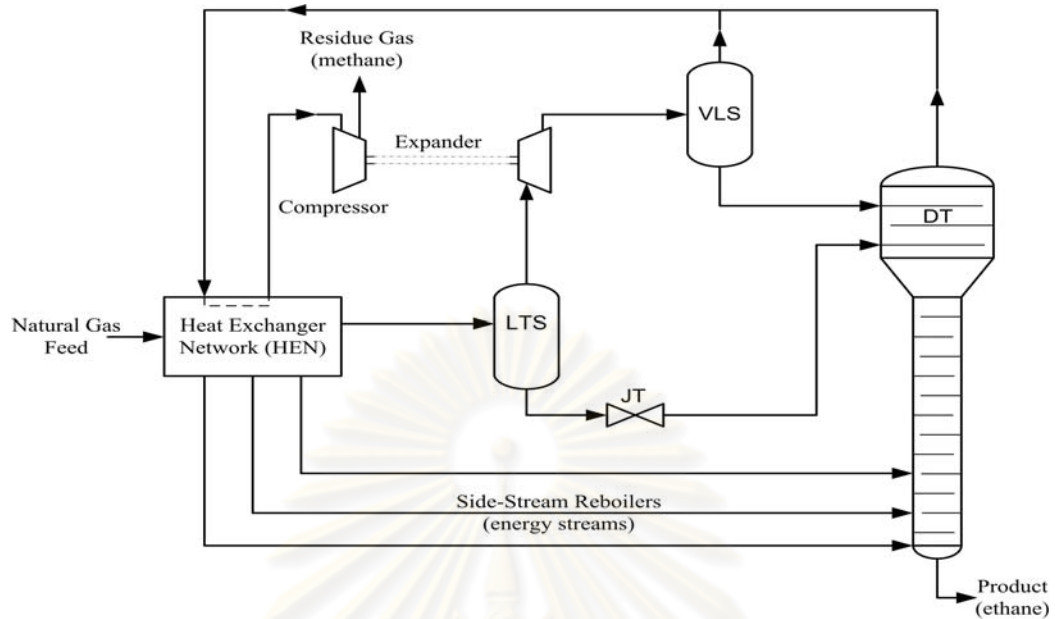 Residue Gas
(methane)
VLS
Expander
Compressor
DT
Natural Gas
Feed
Heat Exchanger
Network (HEN)
LTS
JT
Side-Stream Reboilers
(energy streams)
Product
(ethane)